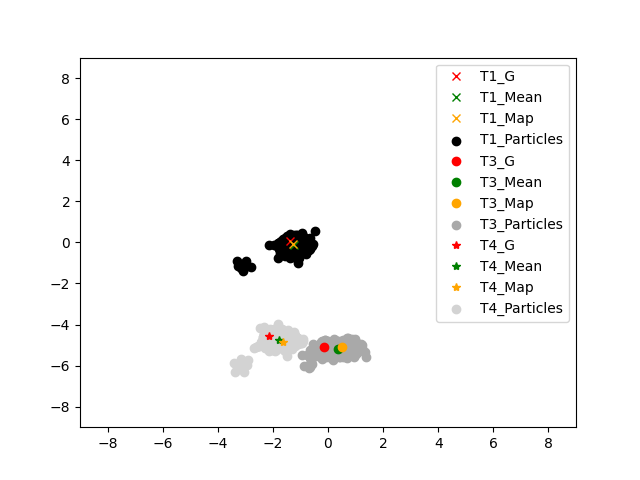 8
6
4
2
0
−2
−4
−6
−8
−8 −6 −4 −2 0 2 4 6 8
T1_G
T1_Mean
T1_Map
T1_Particles
T3_G
T3_Mean
T3_Map
T3_Particles
T4_G
T4_Mean
T4_Map
T4_Particles